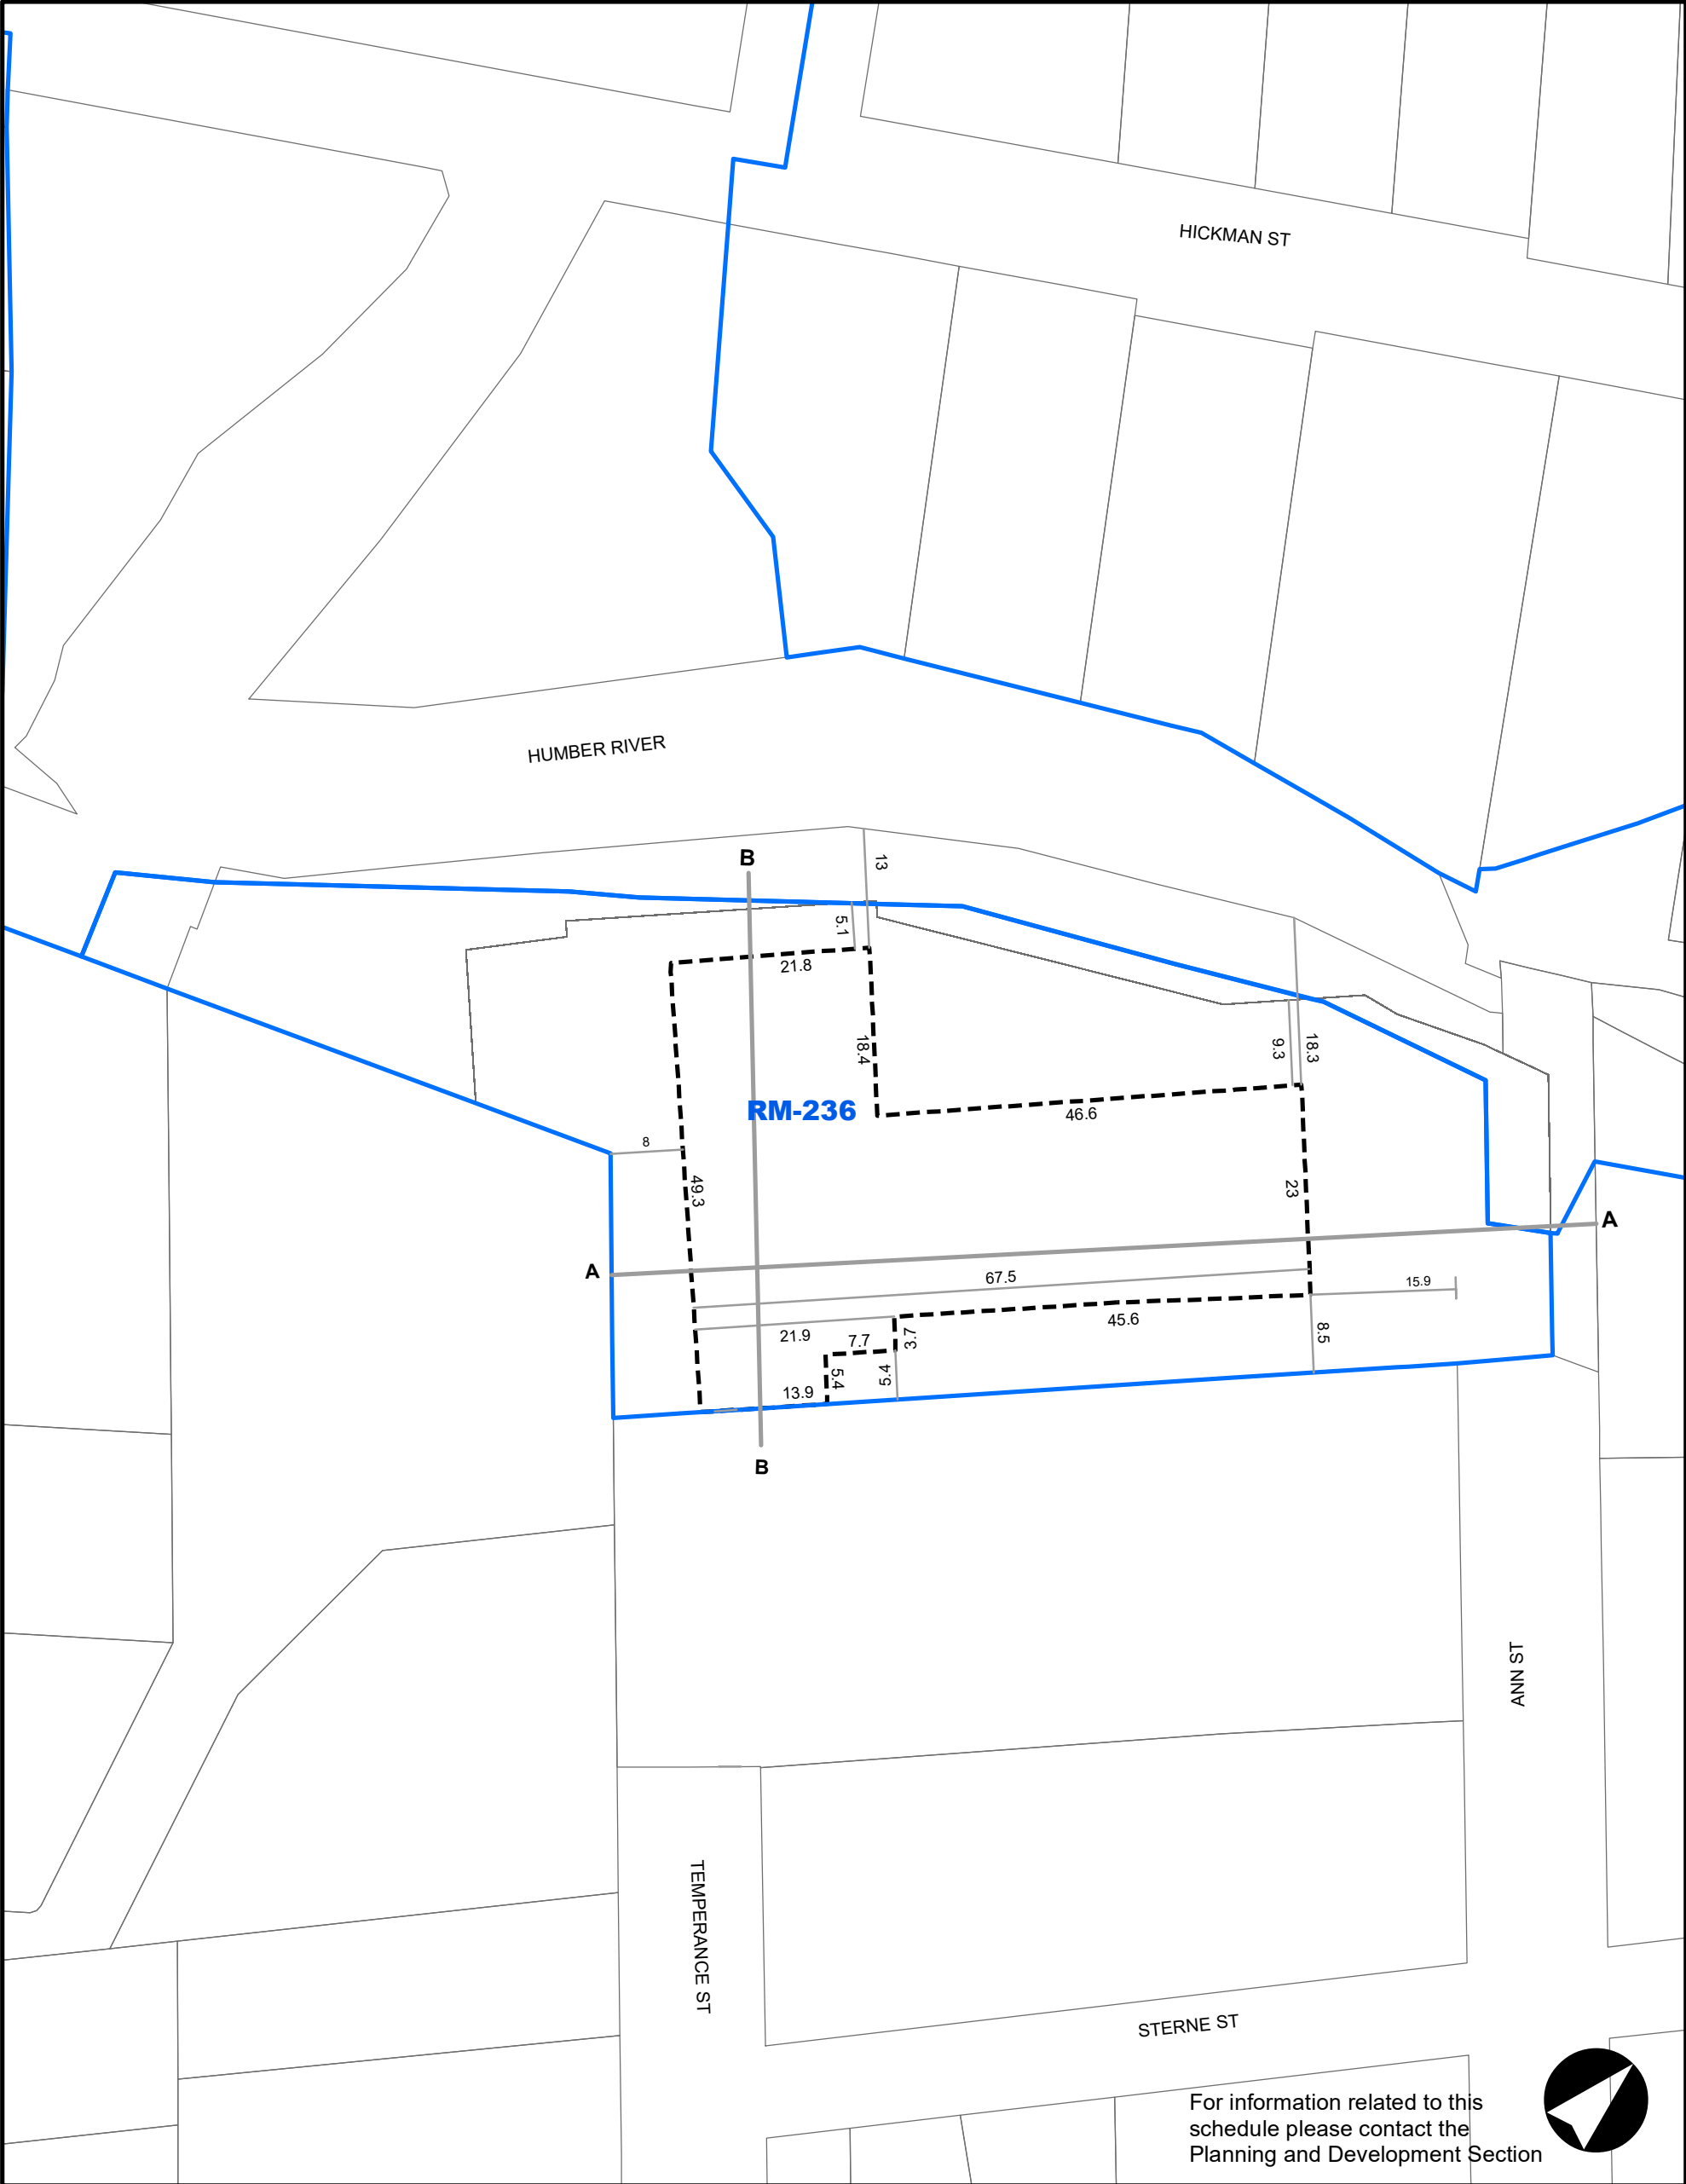 HICKMAN ST
HUMBER RIVER
B
13
5.1
21.8
18.4
9.3
18.3
RM-236
46.6
8
49.3
23
A
A
67.5
15.9
21.9
45.6
3.7
8.5
7.7
5.4
5.4
13.9
B
ANN ST
TEMPERANCE ST
STERNE ST
For information related to this
schedule please contact the
Planning and Development Section